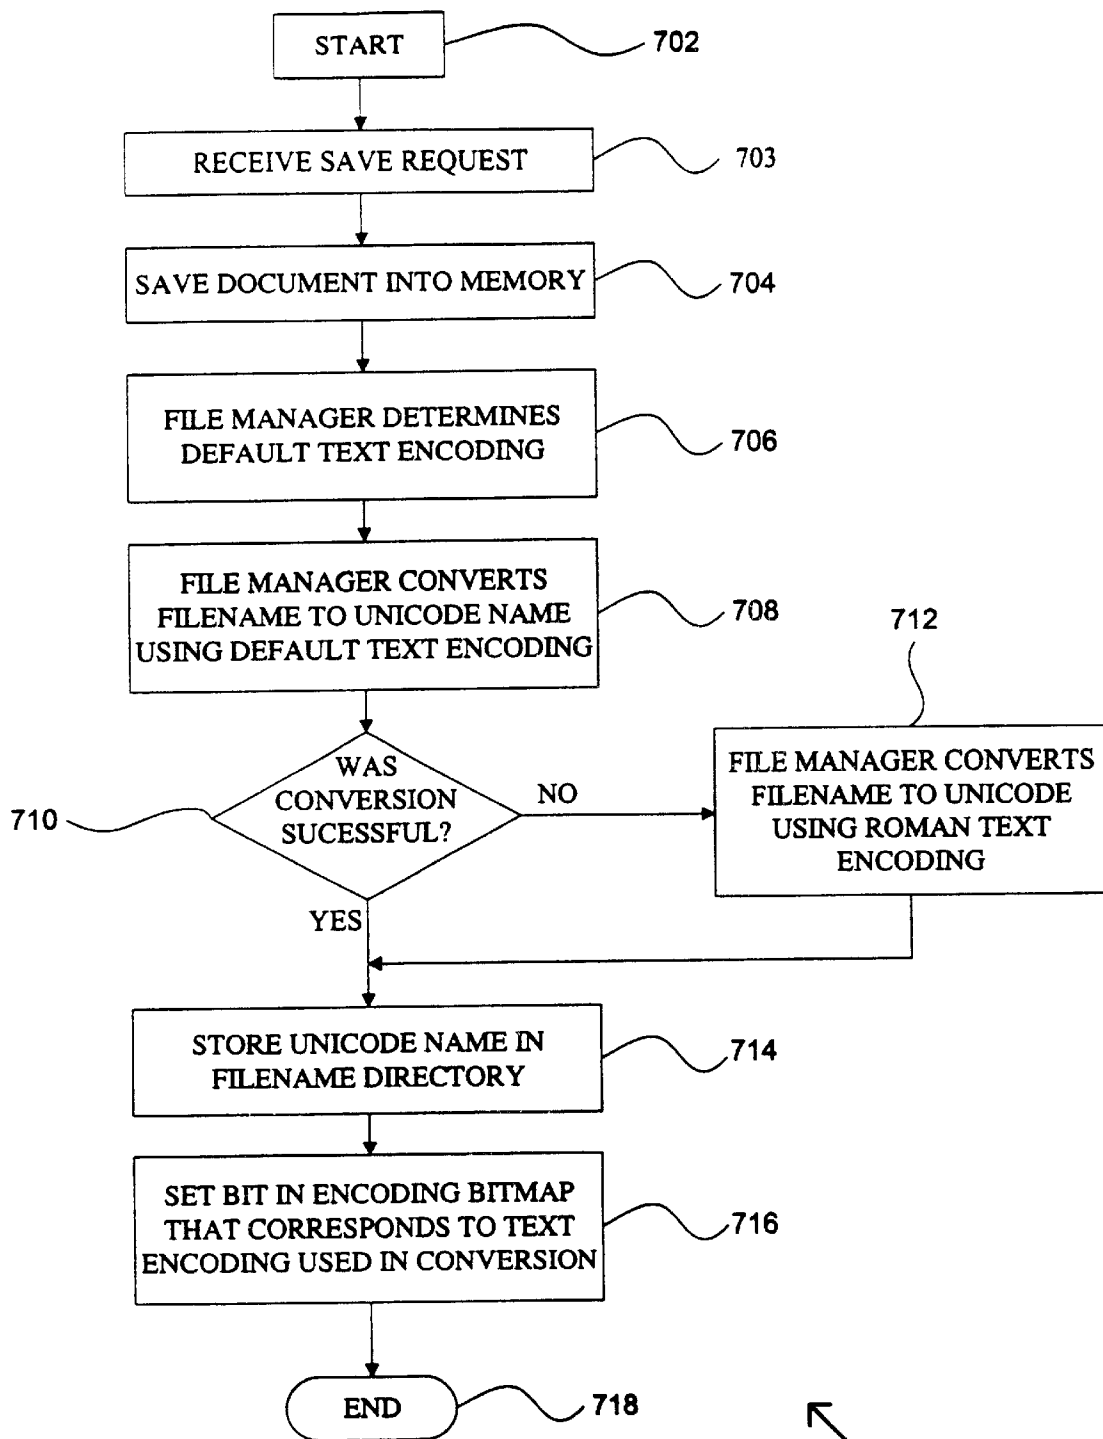 START
702
RECEIVE SAVE REQUEST
703
SAVE DOCUMENT INTO MEMORY
704
FILE MANAGER DETERMINES
DEFAULT TEXT ENCODING
706
FILE MANAGER CONVERTS
FILENAME TO UNICODE NAME
USING DEFAULT TEXT ENCODING
708
712
WAS
CONVERSION
SUCESSFUL?
710
NO
FILE MANAGER CONVERTS
FILENAME TO UNICODE
USING ROMAN TEXT
ENCODING
YES
STORE UNICODE NAME IN
FILENAME DIRECTORY
714
SET BIT IN ENCODING BITMAP
THAT CORRESPONDS TO TEXT
ENCODING USED IN CONVERSION
716
END
718